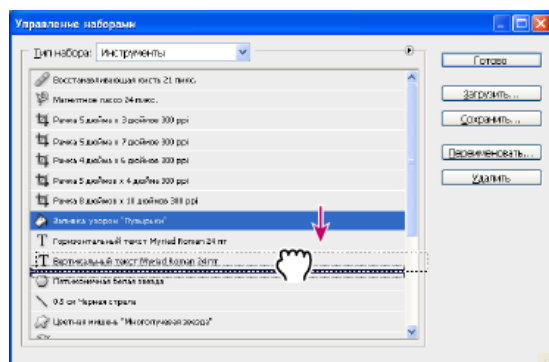 Управление наборами
Тип набора: Инструменты
Готово
Восстанавливающая кисть 21 пикс.
Магнитное лассо 24 пикс.
Загрузить...
Рамка 5 дюймов x 3 дюймов 300 ppi
Сохранить...
Рамка 5 дюймов x 7 дюймов 300 ppi
Рамка 4 дюйма x 6 дюймов 300 ppi
Переименовать...
Рамка 5 дюймов x 4 дюйма 300 ppi
Удалить
Рамка 8 дюймов x 10 дюймов 300 ppi
Заливка узором "Пузырьки"
Горизонтальный текст Myriad Roman 24 пт
Вертикальный текст Myriad Roman 24 пт
Пятиконечная белая звезда
0.5 см Черная стрела
Цветная мишень "Многолучевая звезда"